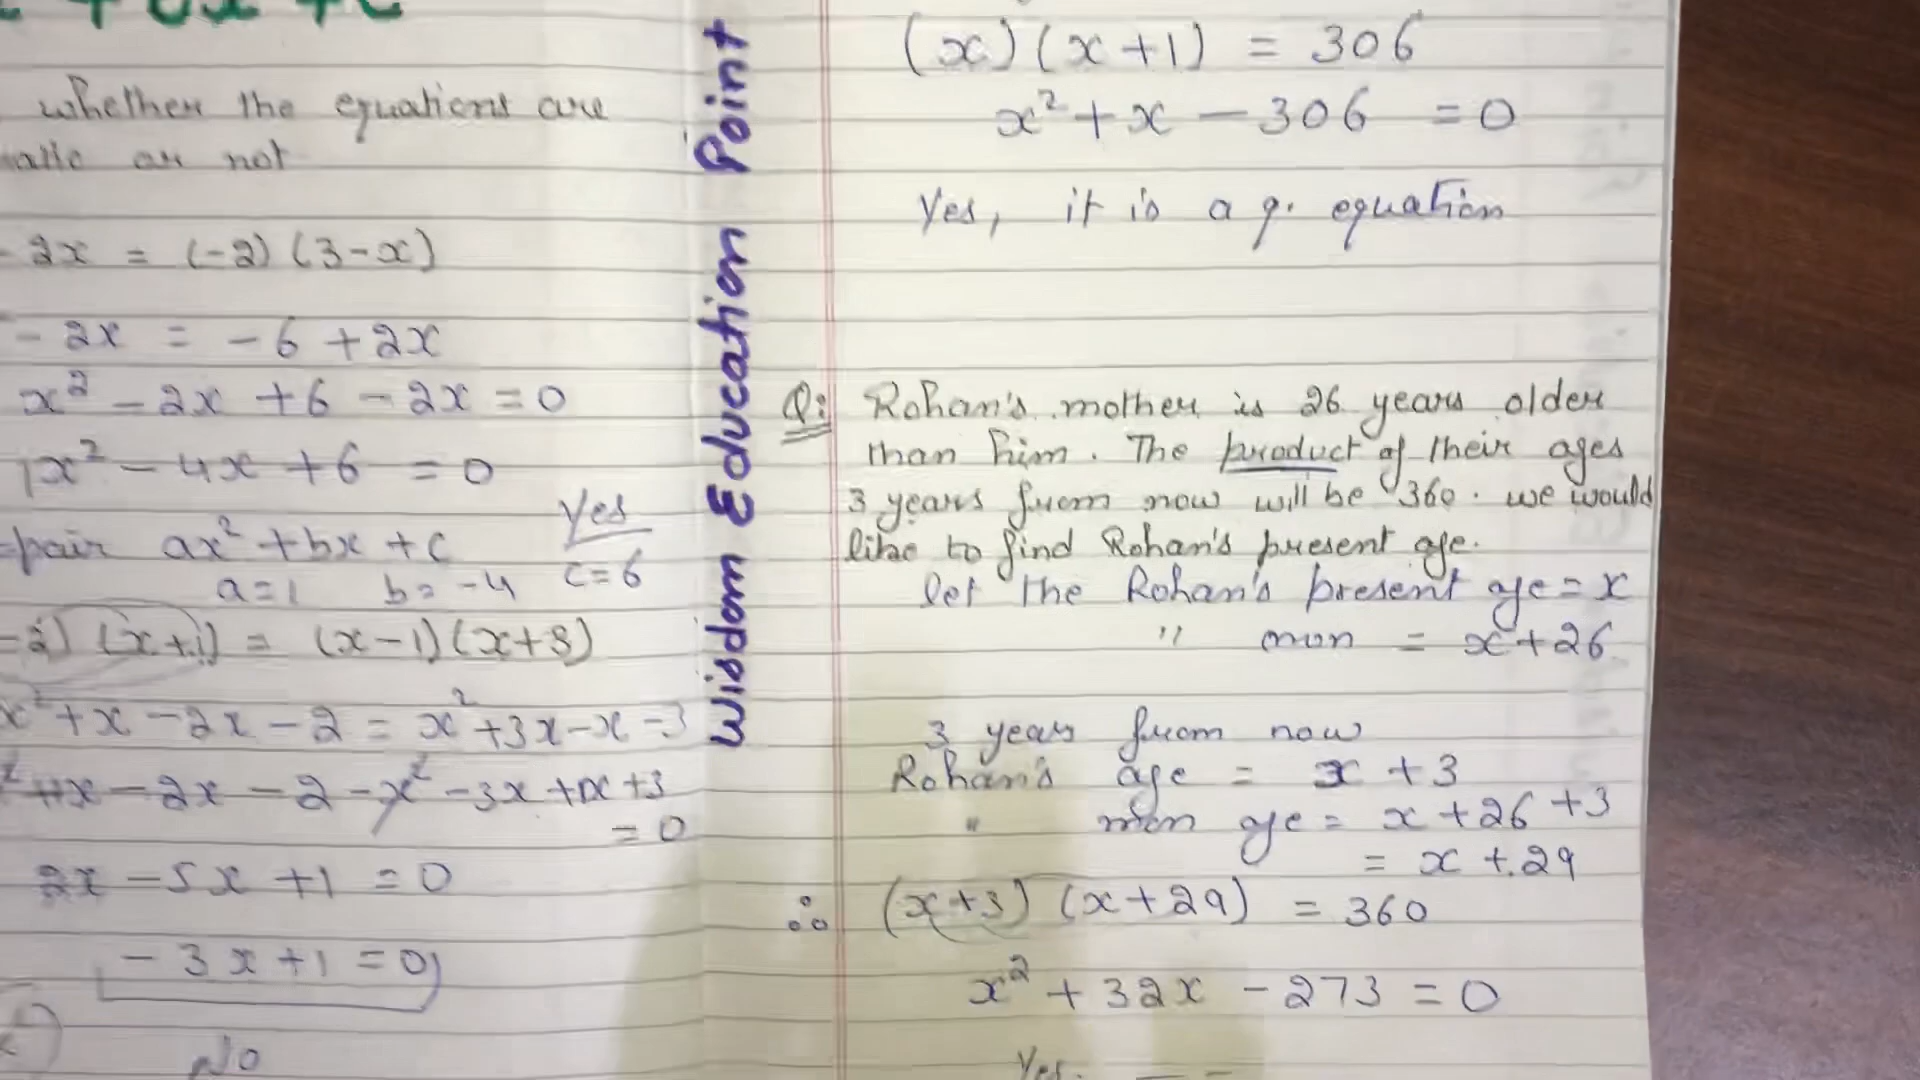 whether the equations are
or not
- 2x = (-2) (3-x)
- 2x = -6 + 2x
x² - 2x + 6 - 2x = 0
1x² - 4x + 6 = 0
Yes
ax² + bx + c
a=1 b= -4 c=6
(x+1) = (x-1) (x+3)
x² + x - 2x - 2 = x² + 3x - x - 3
+x - 2x - 2 - x² - 3x + x + 3
= 0
2x - 5x + 1 = 0
- 3x + 1 = 0
No
Wisdom Education Point
(x) (x+1) = 306
x² + x - 306 = 0
Yes, it is a q. equation
Q: Rohan's mother is 26 years older
than him. The product of their ages
3 years from now will be 360. we would
like to find Rohan's present age.
let the Rohan's present age = x
" mom = x + 26
3 years from now
Rohan's age = x + 3
" mom age = x + 26 + 3
= x + 29
∴ (x+3) (x+29) = 360
x² + 32x - 273 = 0
Yes.